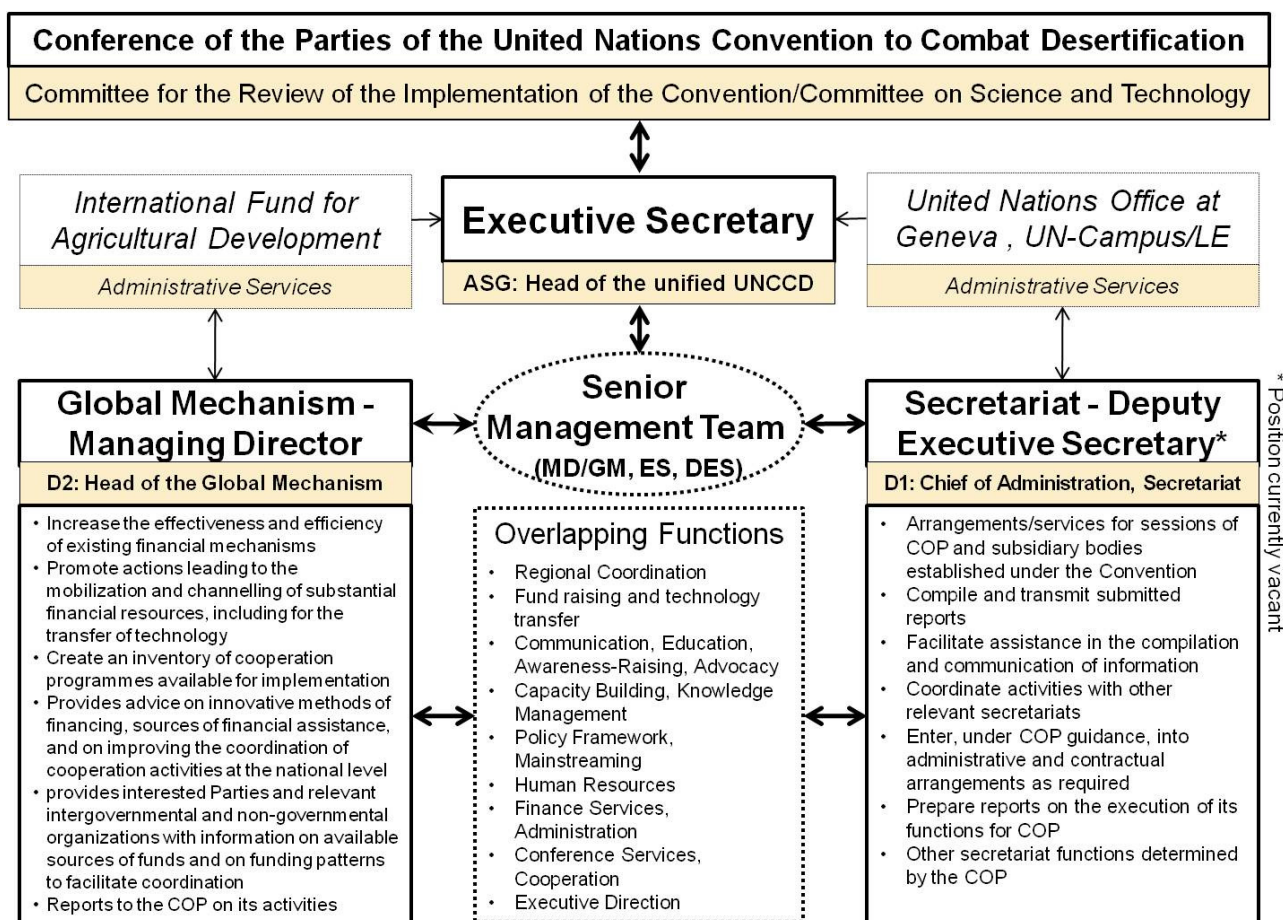 Conference of the Parties of the United Nations Convention to Combat Desertification
Committee for the Review of the Implementation of the Convention/Committee on Science and Technology
International Fund for
Agricultural Development
Administrative Services
Executive Secretary
ASG: Head of the unified UNCCD
United Nations Office at
Geneva , UN-Campus/LE
Administrative Services
Global Mechanism -
Managing Director
D2: Head of the Global Mechanism
• Increase the effectiveness and efficiency
of existing financial mechanisms
• Promote actions leading to the
mobilization and channelling of substantial
financial resources, including for the
transfer of technology
• Create an inventory of cooperation
programmes available for implementation
• Provides advice on innovative methods of
financing, sources of financial assistance,
and on improving the coordination of
cooperation activities at the national level
• provides interested Parties and relevant
intergovernmental and non-governmental
organizations with information on available
sources of funds and on funding patterns
to facilitate coordination
• Reports to the COP on its activities
Senior
Management Team
(MD/GM, ES, DES)
Overlapping Functions
• Regional Coordination
• Fund raising and technology
transfer
• Communication, Education,
Awareness-Raising, Advocacy
• Capacity Building, Knowledge
Management
• Policy Framework,
Mainstreaming
• Human Resources
• Finance Services,
Administration
• Conference Services,
Cooperation
• Executive Direction
Secretariat - Deputy
Executive Secretary*
D1: Chief of Administration, Secretariat
• Arrangements/services for sessions of
COP and subsidiary bodies
established under the Convention
• Compile and transmit submitted
reports
• Facilitate assistance in the compilation
and communication of information
• Coordinate activities with other
relevant secretariats
• Enter, under COP guidance, into
administrative and contractual
arrangements as required
• Prepare reports on the execution of its
functions for COP
• Other secretariat functions determined
by the COP
* Position currently vacant